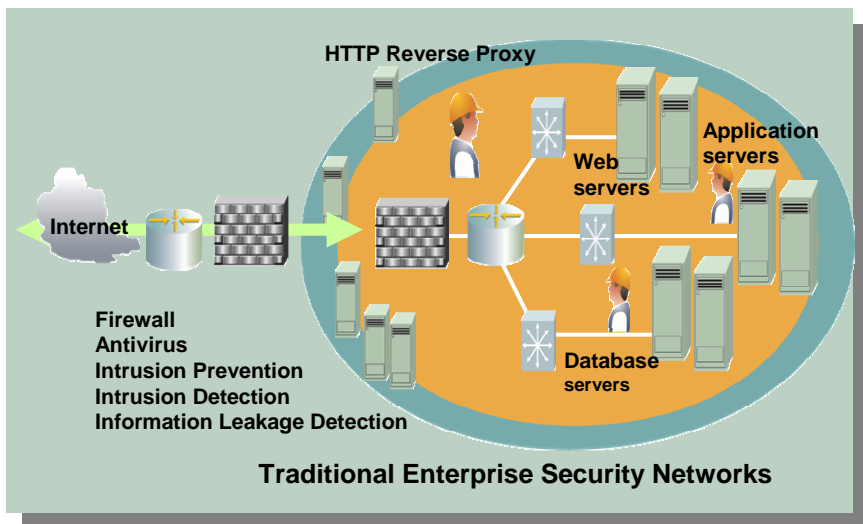 HTTP Reverse Proxy
Application
servers
Web
servers
Internet
Firewall
Antivirus
Intrusion Prevention
Intrusion Detection
Information Leakage Detection
Database
servers
Traditional Enterprise Security Networks